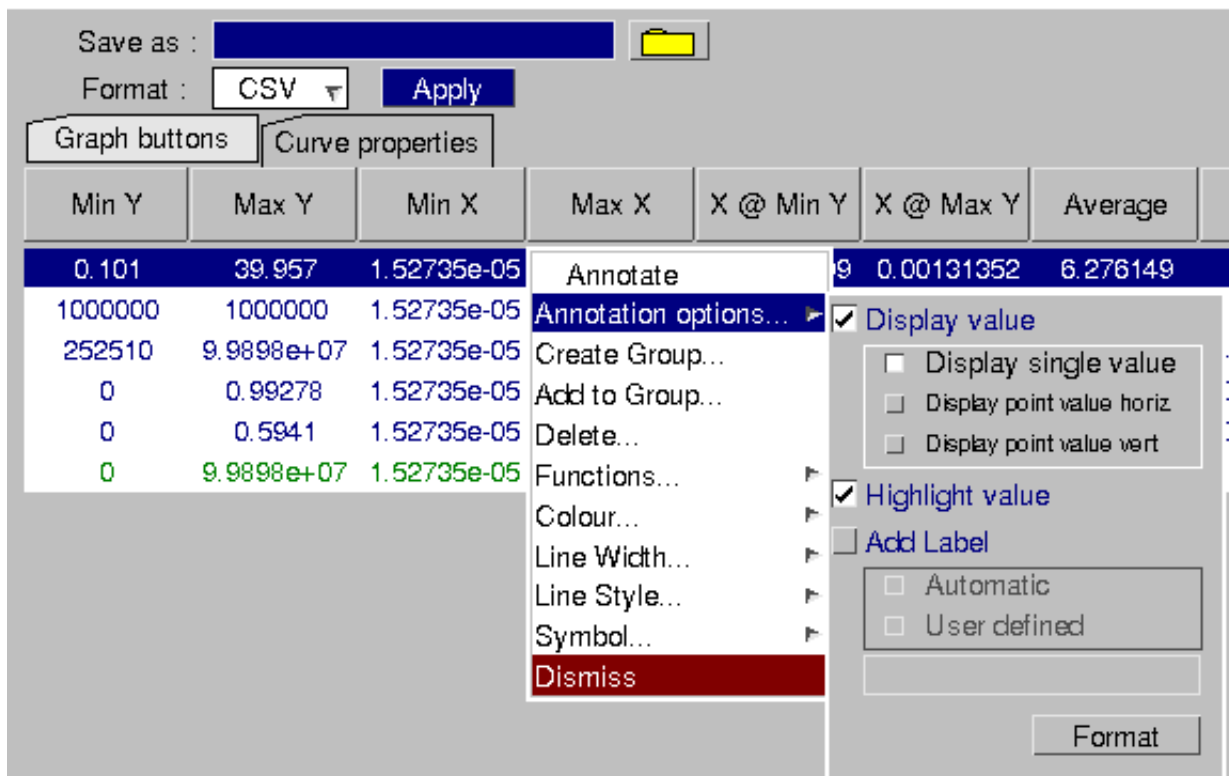 Save as :
Format : CSV Apply
Graph buttons Curve properties
Min Y Max Y Min X Max X X @ Min Y X @ Max Y Average
0.101 39.957 1.52735e-05 Annotate 9 0.00131352 6.276149
1000000 1000000 1.52735e-05 Annotation options... Display value
252510 9.9898e+07 1.52735e-05 Create Group... Display single value
0 0.99278 1.52735e-05 Add to Group... Display point value horiz
0 0.5941 1.52735e-05 Delete... Display point value vert
0 9.9898e+07 1.52735e-05 Functions... Highlight value
Colour... Add Label
Line Width...
Line Style... Automatic
Symbol... User defined
Dismiss
Format